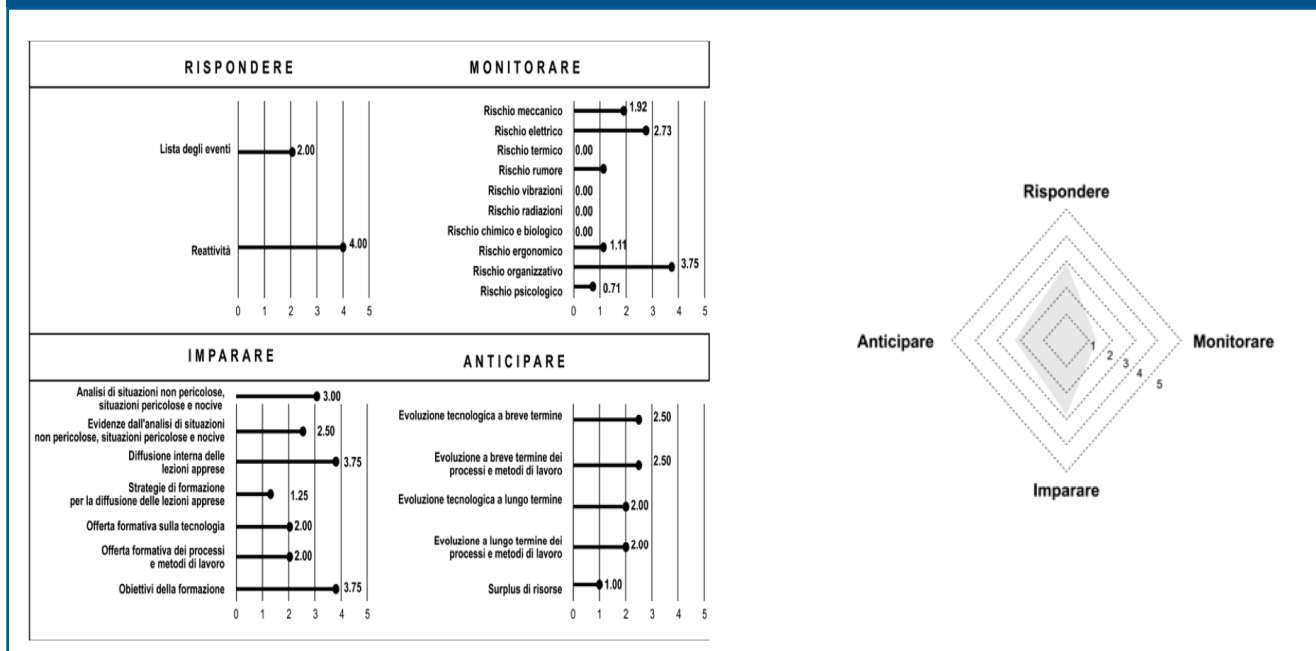 RISPONDERE
Lista degli eventi
2.00
Reattività
4.00
0 1 2 3 4 5
MONITORARE
Rischio meccanico
1.92
Rischio elettrico
2.73
Rischio termico
0.00
Rischio rumore
Rischio vibrazioni
0.00
Rischio radiazioni
0.00
Rischio chimico e biologico
0.00
Rischio ergonomico
1.11
Rischio organizzativo
3.75
Rischio psicologico
0.71
0 1 2 3 4 5
IMPARARE
Analisi di situazioni non pericolose,
situazioni pericolose e nocive
3.00
Evidenze dall'analisi di situazioni
non pericolose, situazioni pericolose e nocive
2.50
Diffusione interna delle
lezioni apprese
3.75
Strategie di formazione
per la diffusione delle lezioni apprese
1.25
Offerta formativa sulla tecnologia
2.00
Offerta formativa dei processi
e metodi di lavoro
2.00
Obiettivi della formazione
3.75
0 1 2 3 4 5
ANTICIPARE
Evoluzione tecnologica a breve termine
2.50
Evoluzione a breve termine dei
processi e metodi di lavoro
2.50
Evoluzione tecnologica a lungo termine
2.00
Evoluzione a lungo termine dei
processi e metodi di lavoro
2.00
Surplus di risorse
1.00
0 1 2 3 4 5
Rispondere
Anticipare
Monitorare
1
2
3
4
5
Imparare